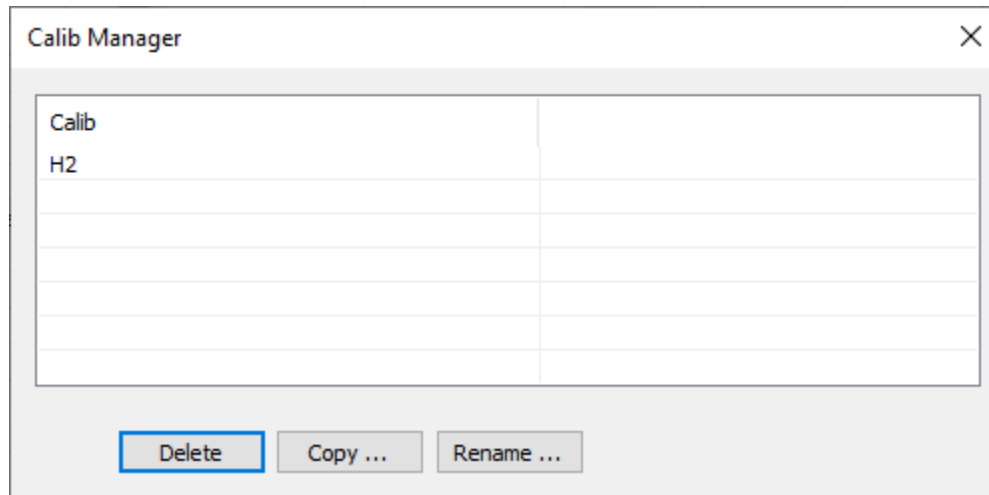 Calib Manager
Calib
H2
Delete
Copy ...
Rename ...